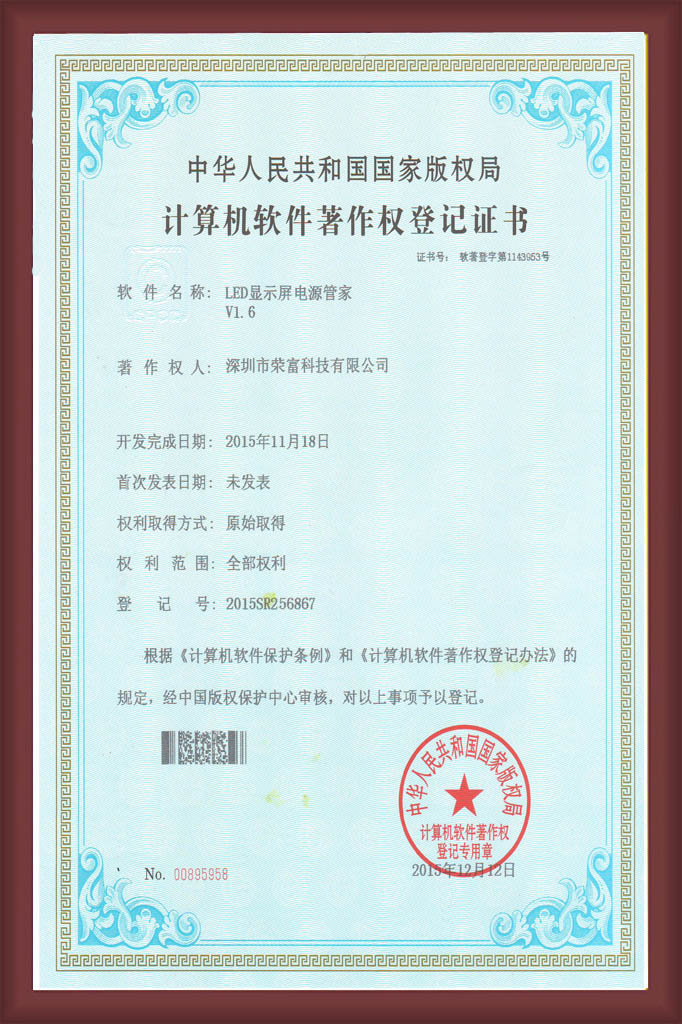 中华人民共和国国家版权局
计算机软件著作权登记证书
证书号： 软著登字第1143953号
软件名称： LED显示屏电源管家
V1.6
著作权人： 深圳市荣富科技有限公司
开发完成日期： 2015年11月18日
首次发表日期： 未发表
权利取得方式： 原始取得
权利范围： 全部权利
登记号： 2015SR256867
根据《计算机软件保护条例》和《计算机软件著作权登记办法》的
规定，经中国版权保护中心审核，对以上事项予以登记。
中华人民共和国国家版权局
计算机软件著作权
登记专用章
No. 00895958
2015年12月12日